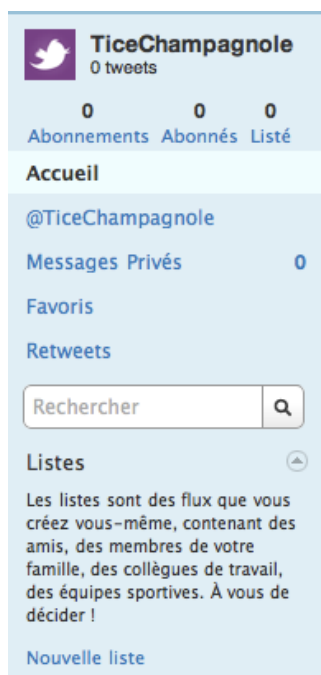 TiceChampagnole
0 tweets
0 0 0
Abonnements Abonnés Listé
Accueil
@TiceChampagnole
Messages Privés 0
Favoris
Retweets
Rechercher
Listes
Les listes sont des flux que vous
créez vous-même, contenant des
amis, des membres de votre
famille, des collègues de travail,
des équipes sportives. À vous de
décider !
Nouvelle liste